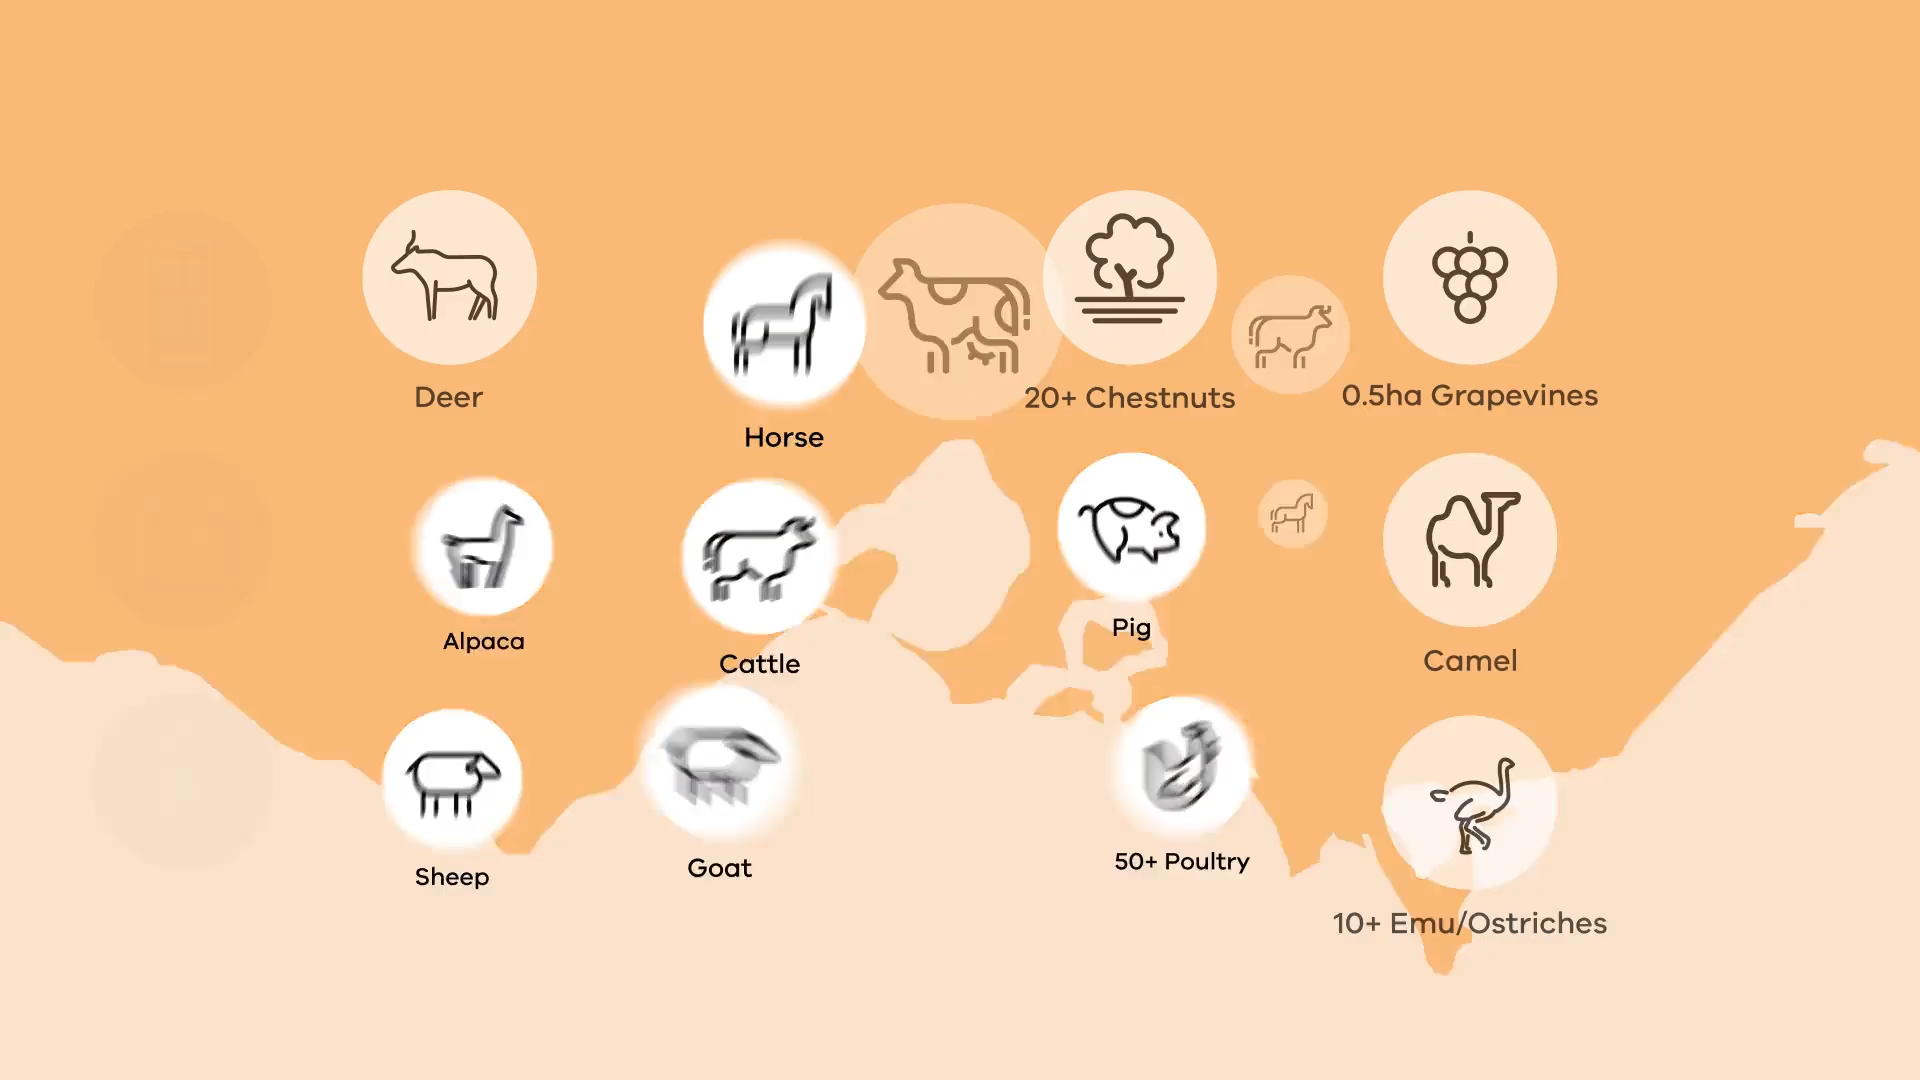 Deer
Horse
20+ Chestnuts
0.5ha Grapevines
Alpaca
Cattle
Pig
Camel
Sheep
Goat
50+ Poultry
10+ Emu/Ostriches